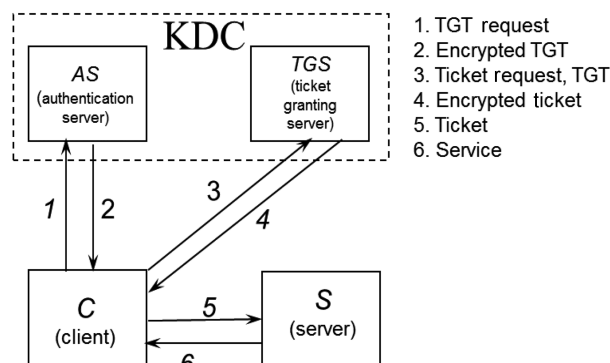 KDC
AS
(authentication
server)
TGS
(ticket
granting
server)
1. TGT request
2. Encrypted TGT
3. Ticket request, TGT
4. Encrypted ticket
5. Ticket
6. Service
1
2
3
4
C
(client)
5
6
S
(server)